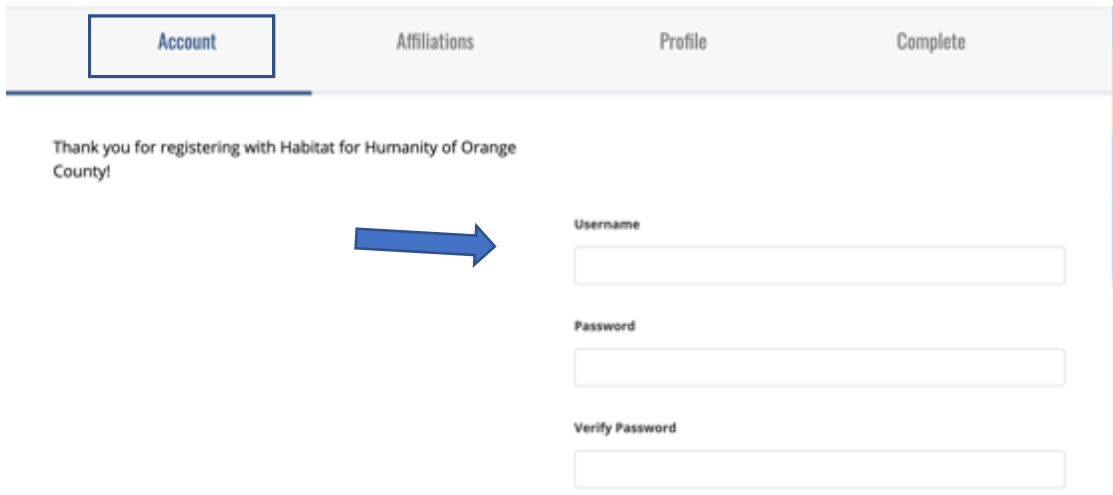 Account Affiliations Profile Complete
Thank you for registering with Habitat for Humanity of Orange
County!
Username
Password
Verify Password